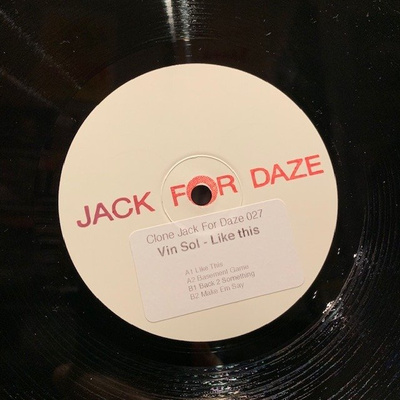 JACK FOR DAZE
Clone Jack For Daze 027
Vin Sol - Like this
A1 Like This
A2 Basement Game
B1 Back 2 Something
B2 Make Em Say